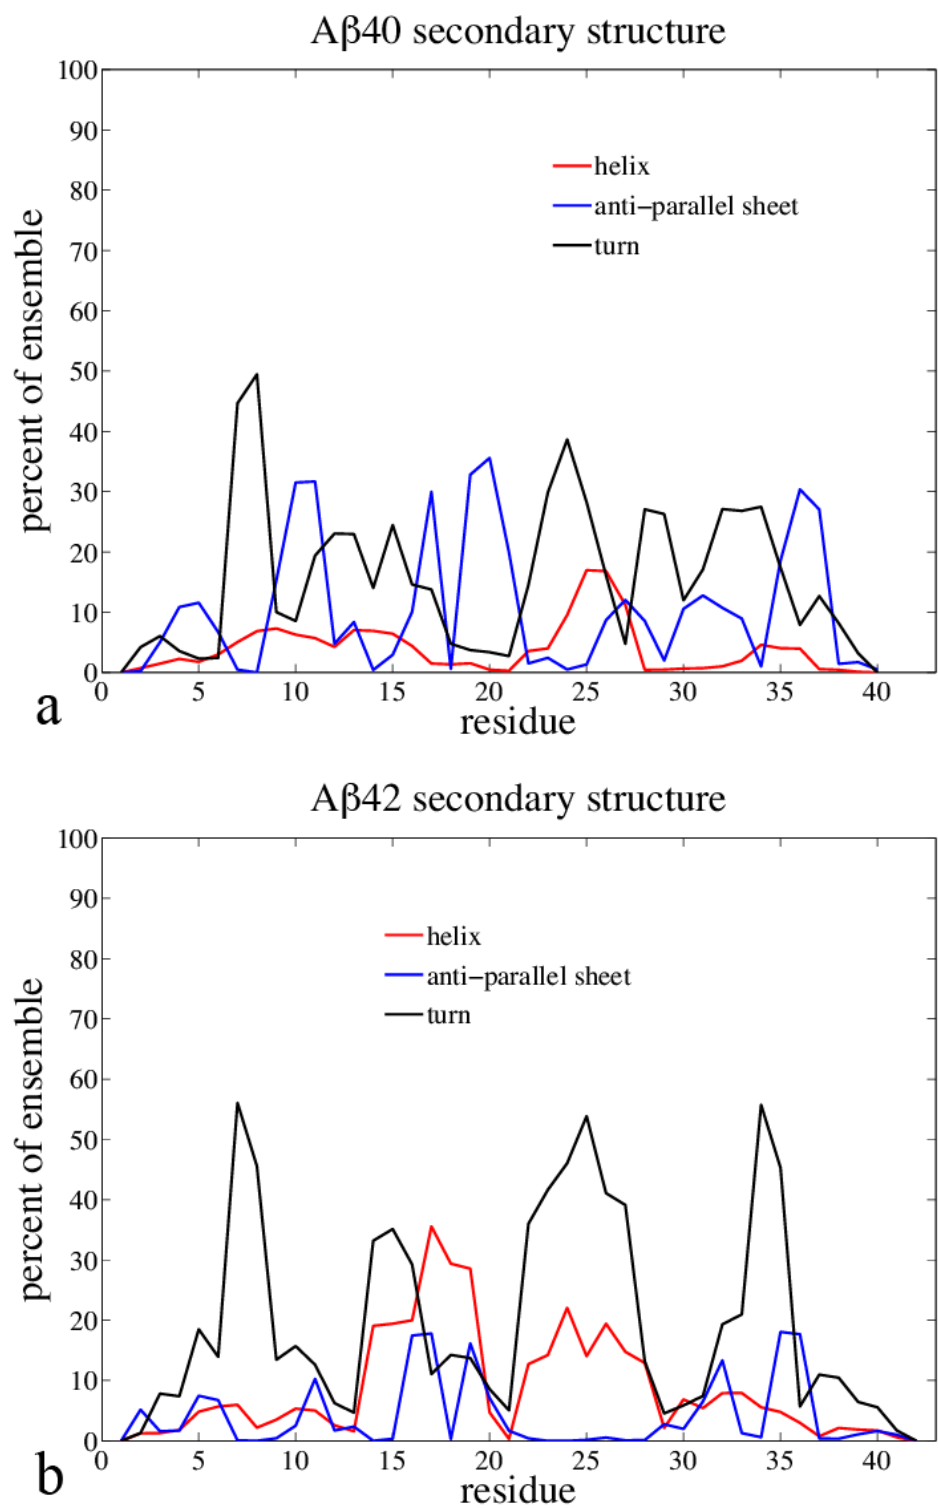 Aβ40 secondary structure
100
90
80
70
60
50
40
30
20
10
0
percent of ensemble
helix
anti−parallel sheet
turn
0 5 10 15 20 25 30 35 40
residue
a
Aβ42 secondary structure
100
90
80
70
60
50
40
30
20
10
0
percent of ensemble
helix
anti−parallel sheet
turn
0 5 10 15 20 25 30 35 40
residue
b